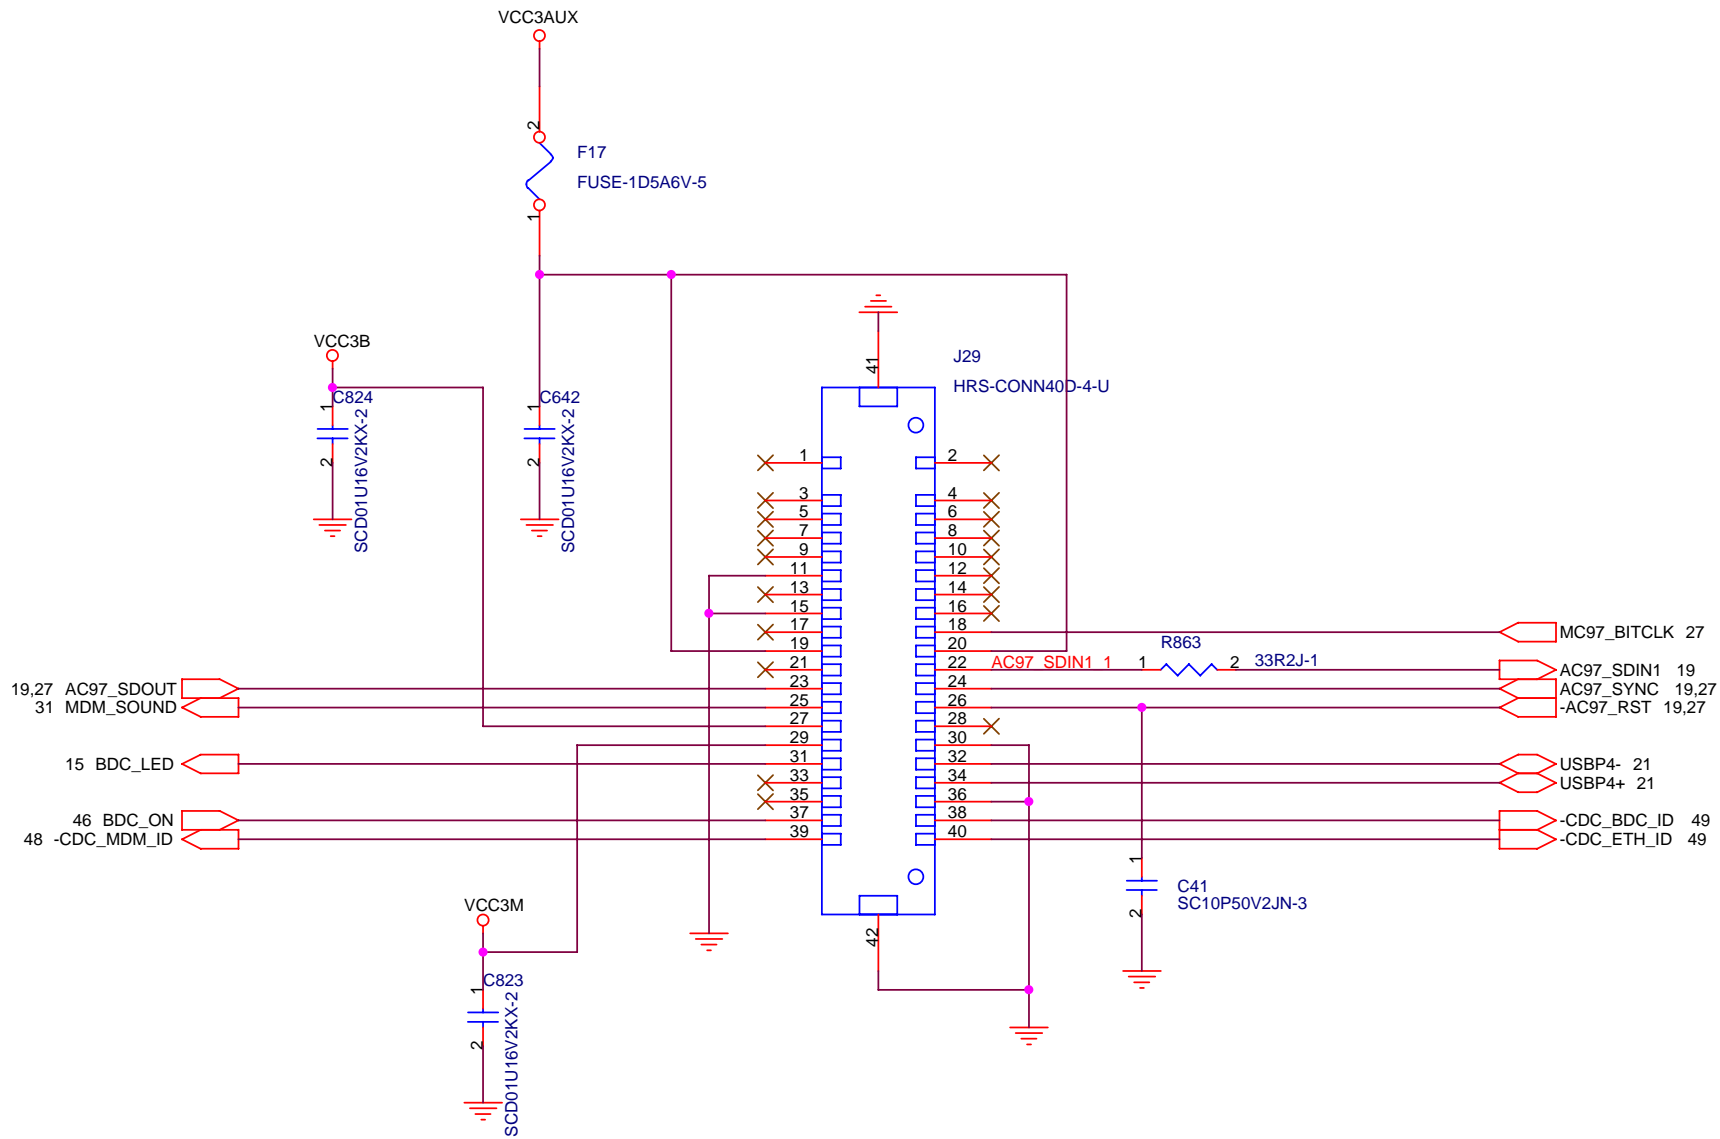 VCC3AUX
2
F17
FUSE-1D5A6V-5
1
VCC3B
C824
1
2
SCD01U16V2KX-2
C642
1
2
SCD01U16V2KX-2
41
J29
HRS-CONN40D-4-U
1 2
3 4
5 6
7 8
9 10
11 12
13 14
15 16
17 18 MC97_BITCLK 27
19 20
R863
21 22 AC97_SDIN1_1 1 2 33R2J-1 AC97_SDIN1 19
19,27 AC97_SDOUT 23 24 AC97_SYNC 19,27
31 MDM_SOUND 25 26 -AC97_RST 19,27
27 28
29 30
15 BDC_LED 31 32 USBP4- 21
33 34 USBP4+ 21
35 36
46 BDC_ON 37 38 -CDC_BDC_ID 49
48 -CDC_MDM_ID 39 40 -CDC_ETH_ID 49
1
C41
SC10P50V2JN-3
2
42
VCC3M
C823
1
2
SCD01U16V2KX-2